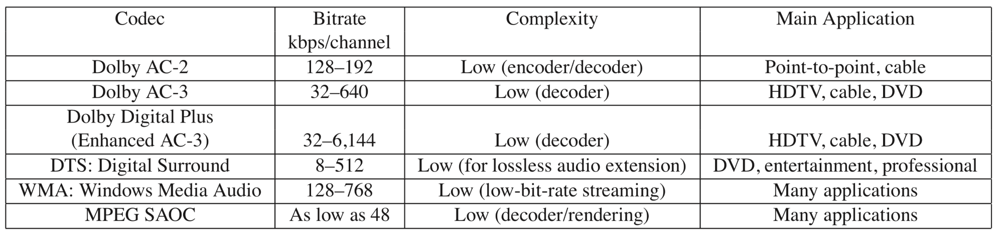 Codec Bitrate Complexity Main Application
kbps/channel
Dolby AC-2 128–192 Low (encoder/decoder) Point-to-point, cable
Dolby AC-3 32–640 Low (decoder) HDTV, cable, DVD
Dolby Digital Plus
(Enhanced AC-3) 32–6,144 Low (decoder) HDTV, cable, DVD
DTS: Digital Surround 8–512 Low (for lossless audio extension) DVD, entertainment, professional
WMA: Windows Media Audio 128–768 Low (low-bit-rate streaming) Many applications
MPEG SAOC As low as 48 Low (decoder/rendering) Many applications